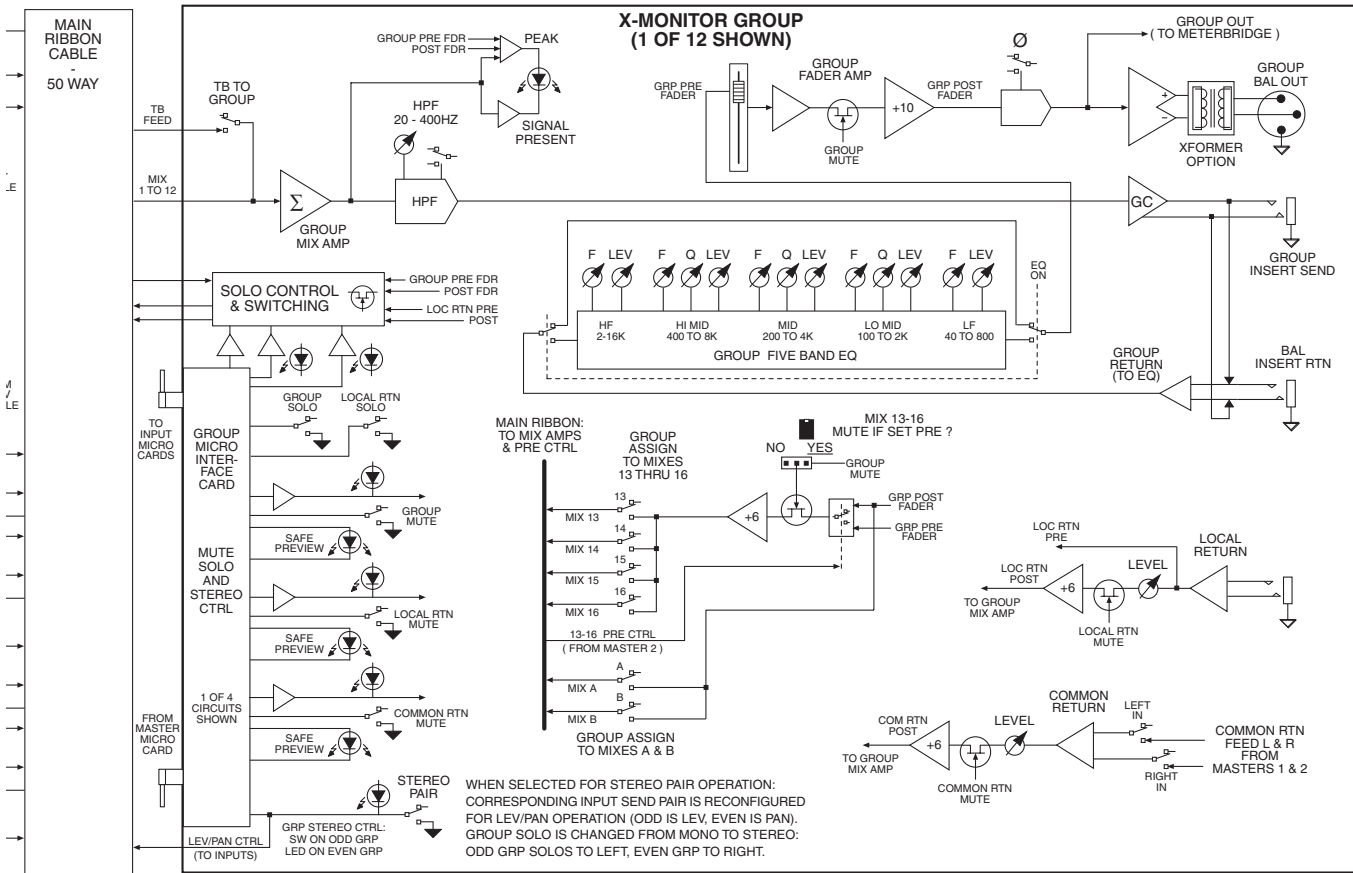 MAIN
RIBBON
CABLE
-
50 WAY
X-MONITOR GROUP
(1 OF 12 SHOWN)
GROUP PRE FDR
POST FDR
PEAK
SIGNAL
PRESENT
TB TO
GROUP
TB
FEED
HPF
20 - 400HZ
MIX
1 TO 12
Σ
GROUP
MIX AMP
HPF
GRP PRE
FADER
GROUP
FADER AMP
GROUP
MUTE
+10
GRP POST
FADER
Ø
GROUP OUT
( TO METERBRIDGE )
GROUP
BAL OUT
+
−
XFORMER
OPTION
GC
GROUP
INSERT SEND
BAL
INSERT RTN
GROUP
RETURN
(TO EQ)
EQ
ON
F LEV F Q LEV F Q LEV F Q LEV F LEV
HF
2-16K
HI MID
400 TO 8K
MID
200 TO 4K
LO MID
100 TO 2K
LF
40 TO 800
GROUP FIVE BAND EQ
SOLO CONTROL
& SWITCHING
GROUP PRE FDR
POST FDR
LOC RTN PRE
POST
TO
INPUT
MICRO
CARDS
GROUP
MICRO
INTER-
FACE
CARD
MUTE
SOLO
AND
STEREO
CTRL
1 OF 4
CIRCUITS
SHOWN
FROM
MASTER
MICRO
CARD
GROUP
SOLO
LOCAL RTN
SOLO
GROUP
MUTE
SAFE
PREVIEW
LOCAL RTN
MUTE
SAFE
PREVIEW
COMMON RTN
MUTE
SAFE
PREVIEW
STEREO
PAIR
GRP STEREO CTRL:
SW ON ODD GRP
LED ON EVEN GRP
LEV/PAN CTRL
(TO INPUTS)
MAIN RIBBON:
TO MIX AMPS
& PRE CTRL
GROUP
ASSIGN
TO MIXES
13 THRU 16
13
MIX 13
14
MIX 14
15
MIX 15
16
MIX 16
13-16 PRE CTRL
( FROM MASTER 2 )
A
MIX A
B
MIX B
GROUP ASSIGN
TO MIXES A & B
MIX 13-16
MUTE IF SET PRE ?
NO YES
GROUP
MUTE
+6
GRP POST
FADER
GRP PRE
FADER
LOC RTN
PRE
LOC RTN
POST
TO GROUP
MIX AMP
+6
LEVEL
LOCAL RTN
MUTE
LOCAL
RETURN
COM RTN
POST
TO GROUP
MIX AMP
+6
LEVEL
COMMON RTN
MUTE
COMMON
RETURN
LEFT
IN
RIGHT
IN
COMMON RTN
FEED L & R
FROM
MASTERS 1 & 2
WHEN SELECTED FOR STEREO PAIR OPERATION:
CORRESPONDING INPUT SEND PAIR IS RECONFIGURED
FOR LEV/PAN OPERATION (ODD IS LEV, EVEN IS PAN).
GROUP SOLO IS CHANGED FROM MONO TO STEREO:
ODD GRP SOLOS TO LEFT, EVEN GRP TO RIGHT.